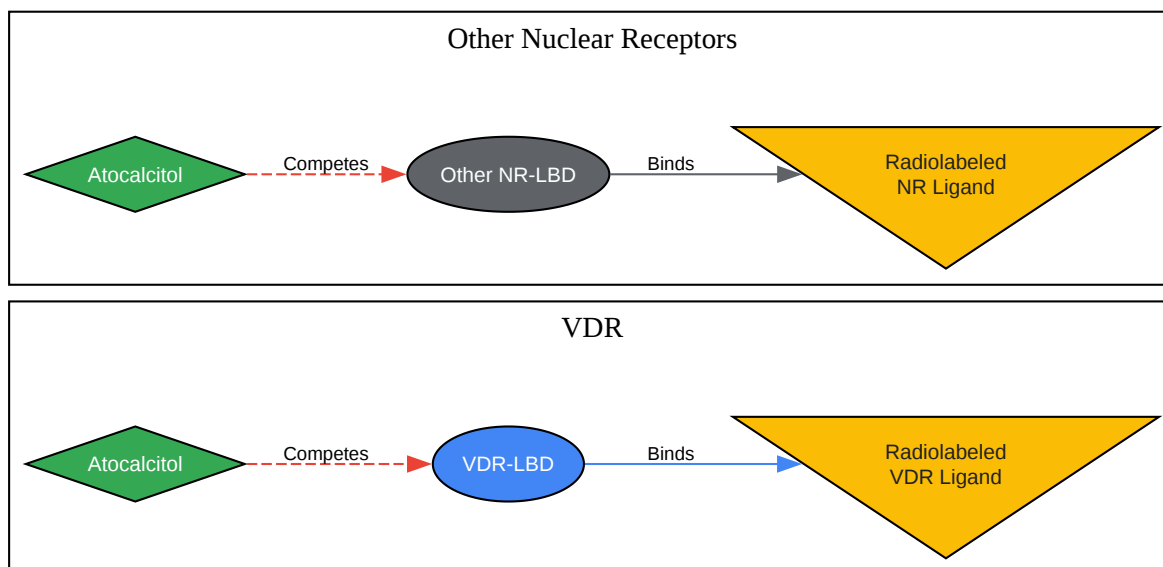 Other Nuclear Receptors
Atocalcitol
Competes
Other NR-LBD
Binds
Radiolabeled
NR Ligand
VDR
Atocalcitol
Competes
VDR-LBD
Binds
Radiolabeled
VDR Ligand